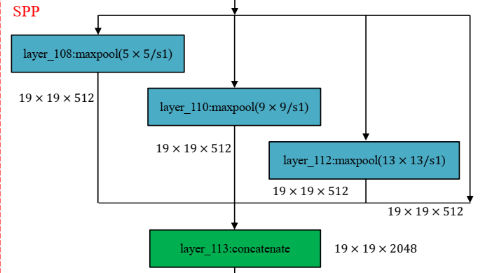 SPP
layer_108:maxpool(5 × 5/s1)
19 × 19 × 512
layer_110:maxpool(9 × 9/s1)
19 × 19 × 512
layer_112:maxpool(13 × 13/s1)
19 × 19 × 512
19 × 19 × 512
layer_113:concatenate
19 × 19 × 2048